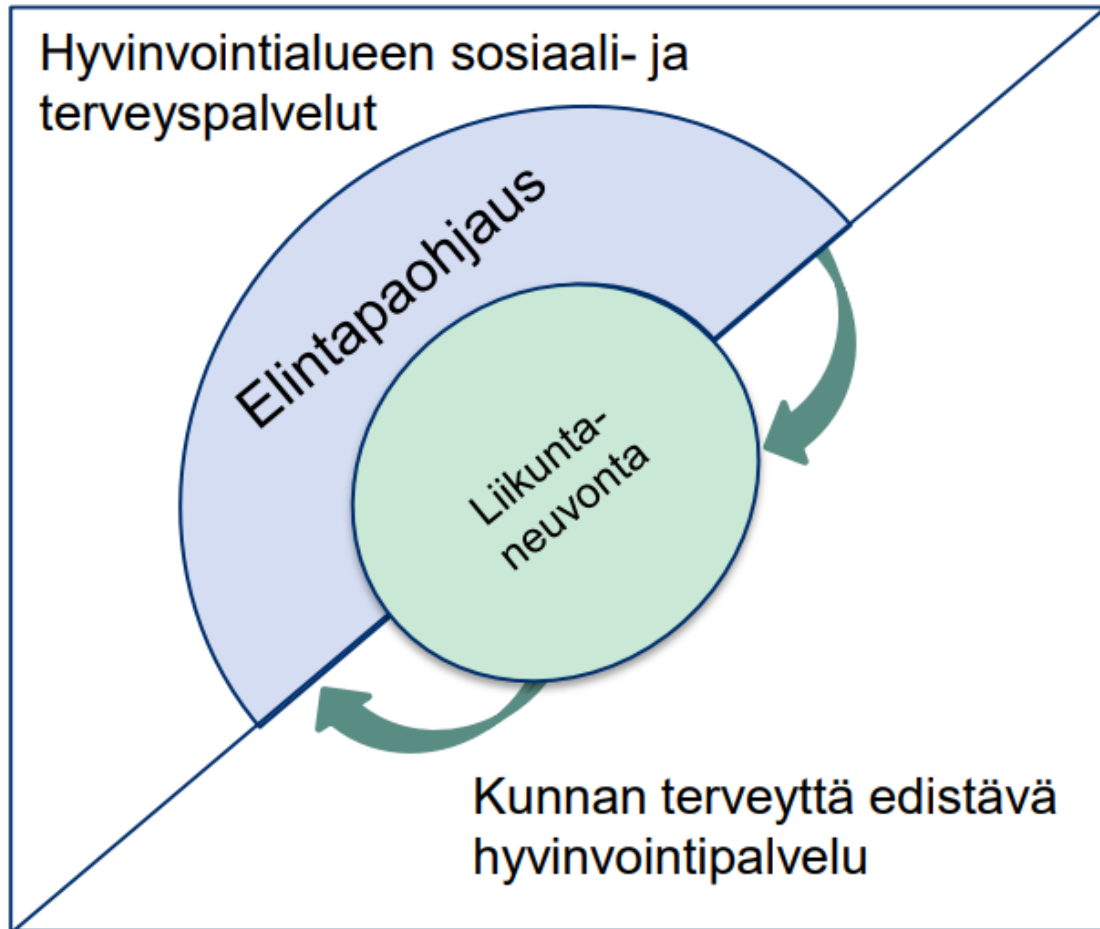 Hyvinvointialueen sosiaali- ja
terveyspalvelut
Elintapaohjaus
Liikunta-
neuvonta
Kunnan terveyttä edistävä
hyvinvointipalvelu